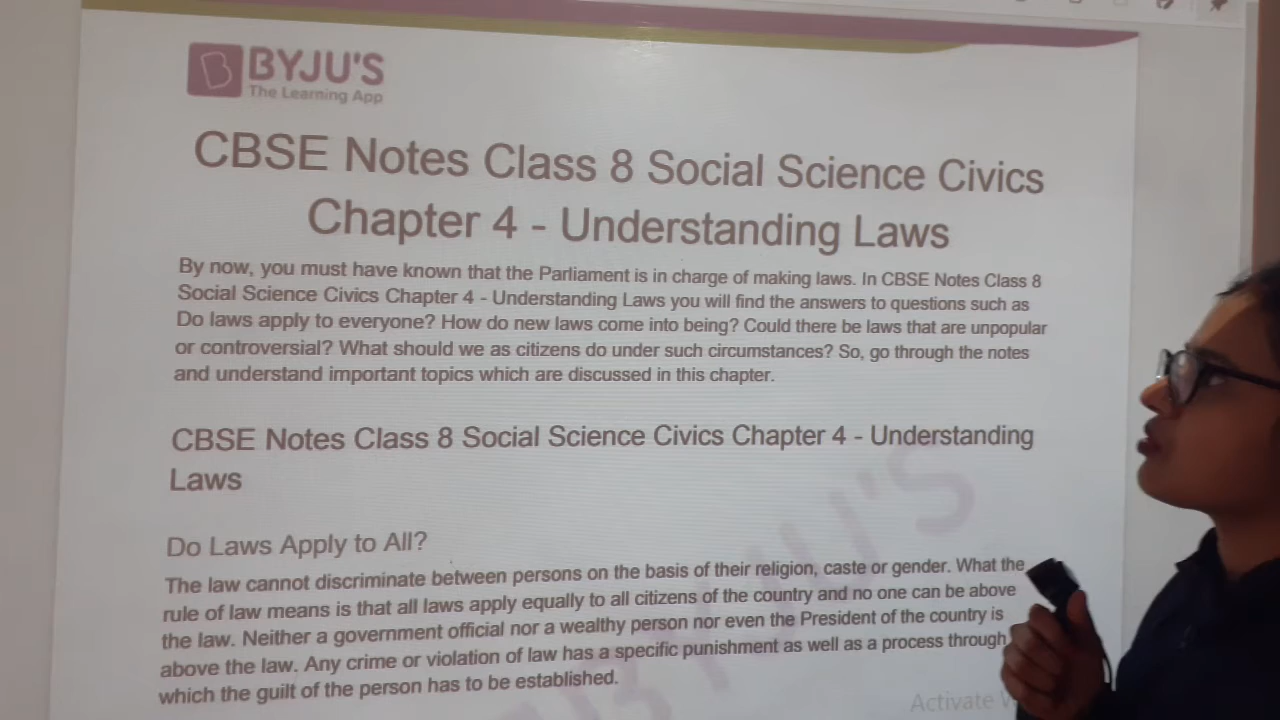 BYJU'S
The Learning App
CBSE Notes Class 8 Social Science Civics
Chapter 4 - Understanding Laws
By now, you must have known that the Parliament is in charge of making laws. In CBSE Notes Class 8
Social Science Civics Chapter 4 - Understanding Laws you will find the answers to questions such as
Do laws apply to everyone? How do new laws come into being? Could there be laws that are unpopular
or controversial? What should we as citizens do under such circumstances? So, go through the notes
and understand important topics which are discussed in this chapter.
CBSE Notes Class 8 Social Science Civics Chapter 4 - Understanding
Laws
Do Laws Apply to All?
The law cannot discriminate between persons on the basis of their religion, caste or gender. What the
rule of law means is that all laws apply equally to all citizens of the country and no one can be above
the law. Neither a government official nor a wealthy person nor even the President of the country is
above the law. Any crime or violation of law has a specific punishment as well as a process through
which the guilt of the person has to be established.
BYJU'S
Activate